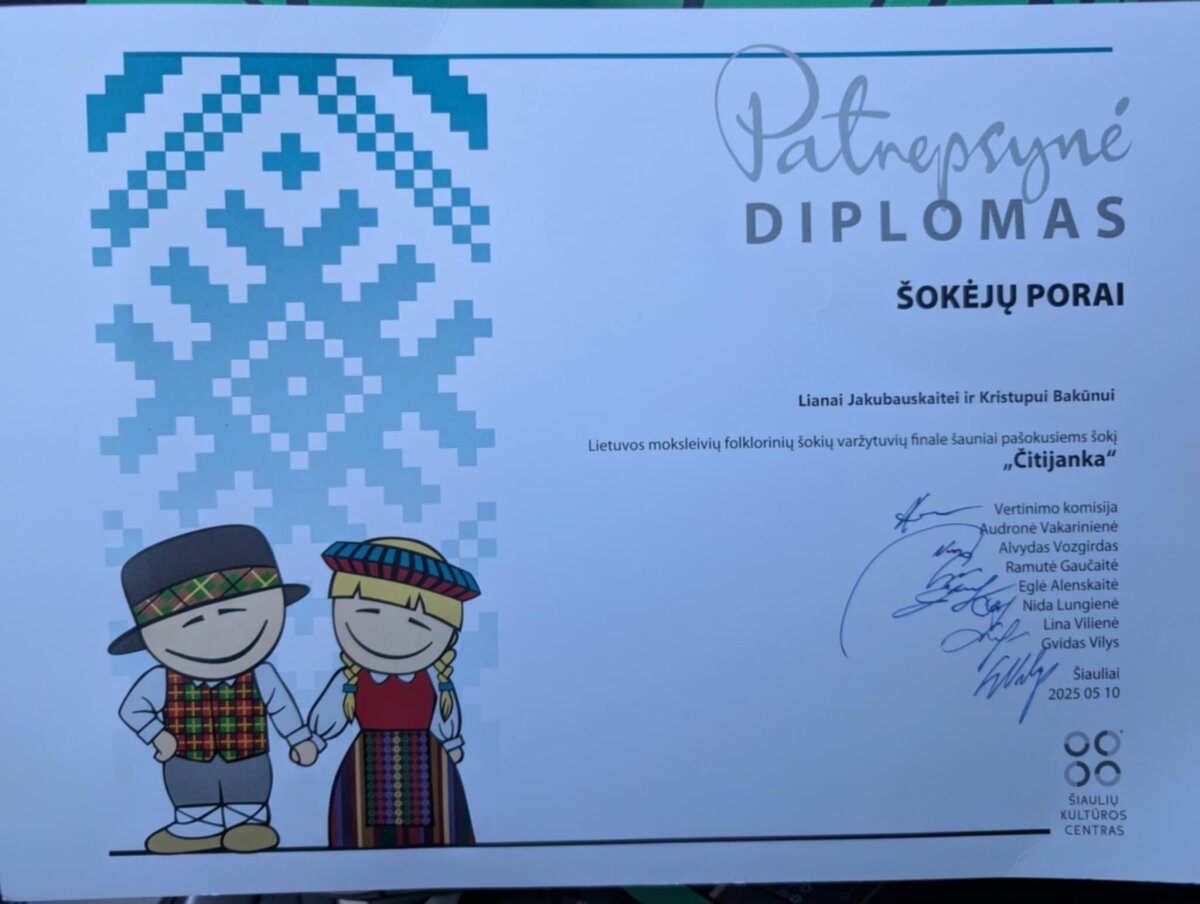 Patrepsynė
DIPLOMAS
ŠOKĖJŲ PORAI
Lianai Jakubauskaitei ir Kristupui Bakūnui
Lietuvos moksleivių folklorinių šokių varžytuvių finale šauniai pašokusiems šokį
„Čitijanka“
Vertinimo komisija
Audronė Vakarinienė
Alvydas Vozgirdas
Ramutė Gaučaitė
Eglė Alenskaitė
Nida Lungienė
Lina Vilienė
Gvidas Vilys
Šiauliai
2025 05 10
ŠIAULIŲ
KULTŪROS
CENTRAS